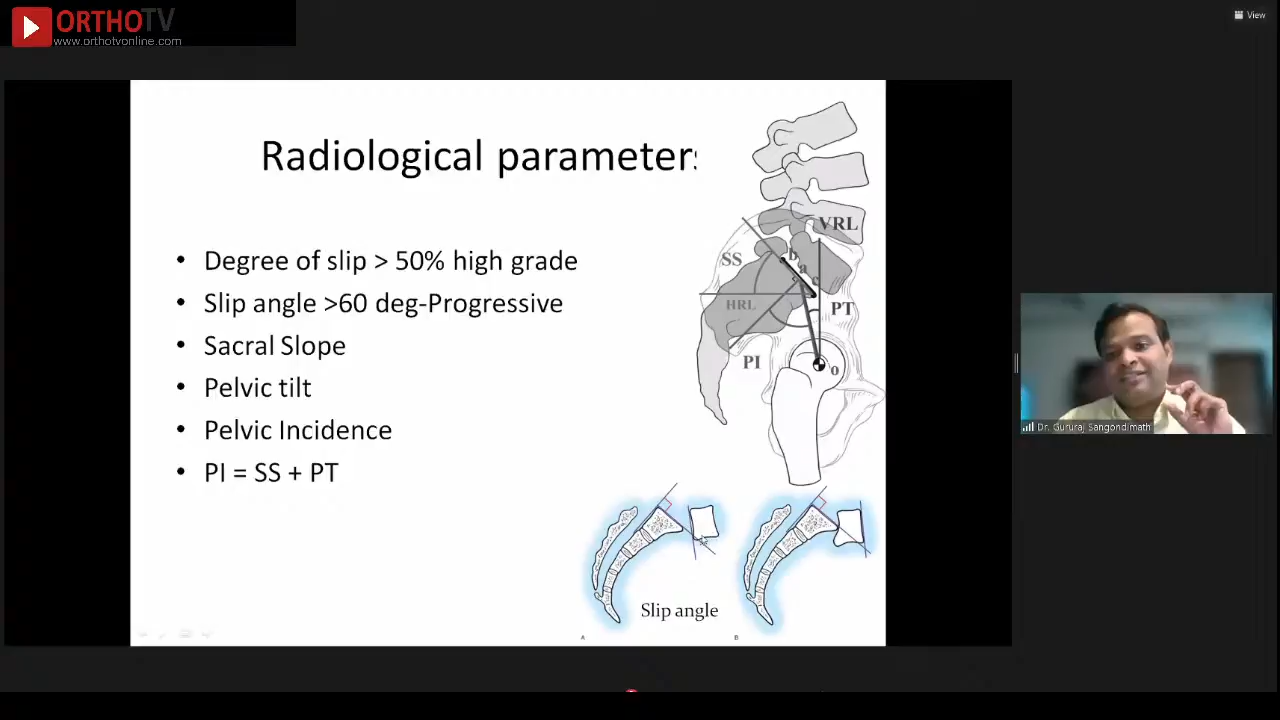 ORTHOTV
www.orthotvonline.com
View
Radiological parameters
• Degree of slip > 50% high grade
• Slip angle >60 deg-Progressive
• Sacral Slope
• Pelvic tilt
• Pelvic Incidence
• PI = SS + PT
VRL
SS
b
a
c
HRL
PT
PI
o
Slip angle
A
B
Dr. Gururaj Sangondimath